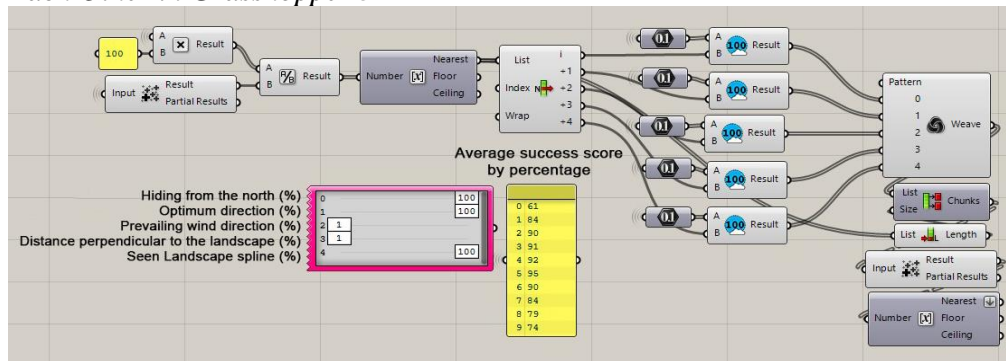 100
A
B
Result
Input
Result
Partial Results
A
B
A/B
Result
Number
[x]
Nearest
Floor
Ceiling
List
Index
Wrap
N
i
+1
+2
+3
+4
0.1
A
B
100
Result
0.1
A
B
100
Result
0.1
A
B
100
Result
0.1
A
B
100
Result
0.1
A
B
100
Result
Pattern
0
1
2
3
4
Weave
List
Size
Chunks
List
L
Length
Input
Result
Partial Results
Number
[x]
Nearest
Floor
Ceiling
Hiding from the north (%)
Optimum direction (%)
Prevailing wind direction (%)
Distance perpendicular to the landscape (%)
Seen Landscape spline (%)
0 100
1 100
2 1
3 1
4 100
Average success score
by percentage
0 61
1 84
2 90
3 91
4 92
5 95
6 90
7 84
8 79
9 74